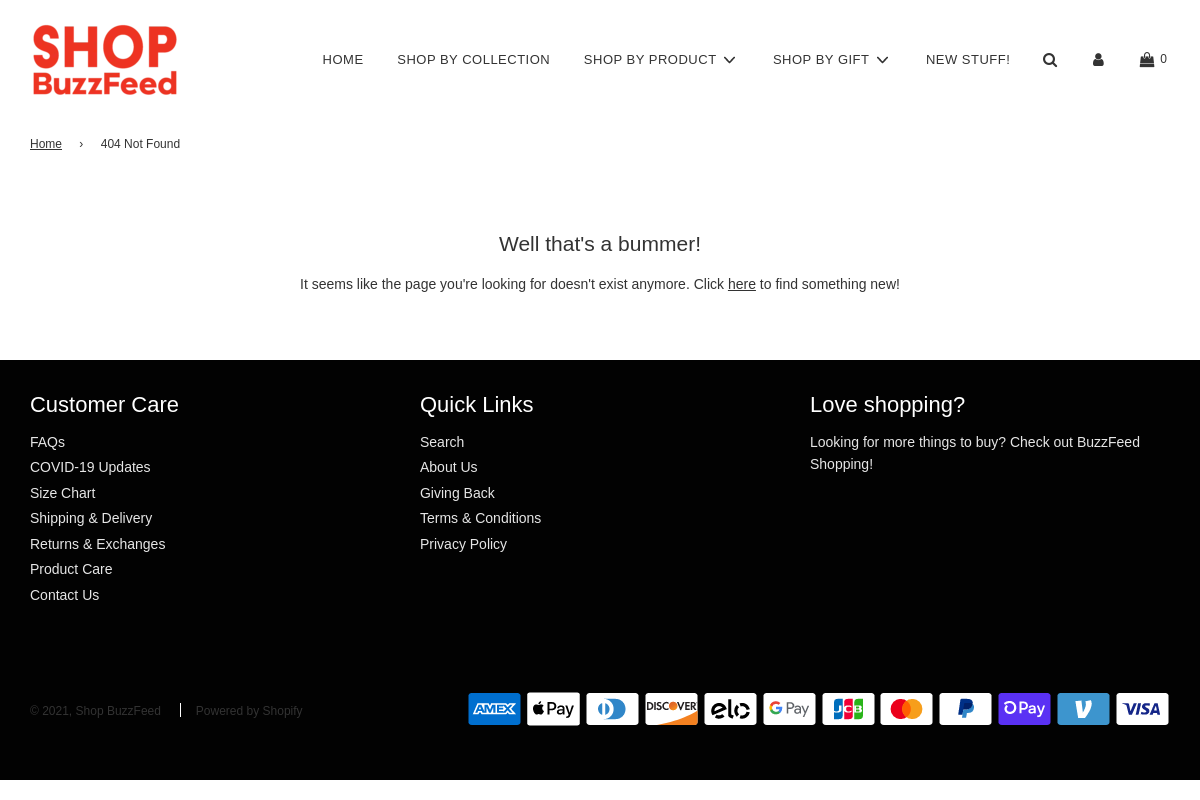 SHOP
BuzzFeed
HOME SHOP BY COLLECTION SHOP BY PRODUCT SHOP BY GIFT NEW STUFF! 0
Home › 404 Not Found
Well that's a bummer!
It seems like the page you're looking for doesn't exist anymore. Click here to find something new!
Customer Care
FAQs
COVID-19 Updates
Size Chart
Shipping & Delivery
Returns & Exchanges
Product Care
Contact Us
Quick Links
Search
About Us
Giving Back
Terms & Conditions
Privacy Policy
Love shopping?
Looking for more things to buy? Check out BuzzFeed
Shopping!
© 2021, Shop BuzzFeed Powered by Shopify
AMEX Pay DISCOVER elo G Pay JCB Pay VISA